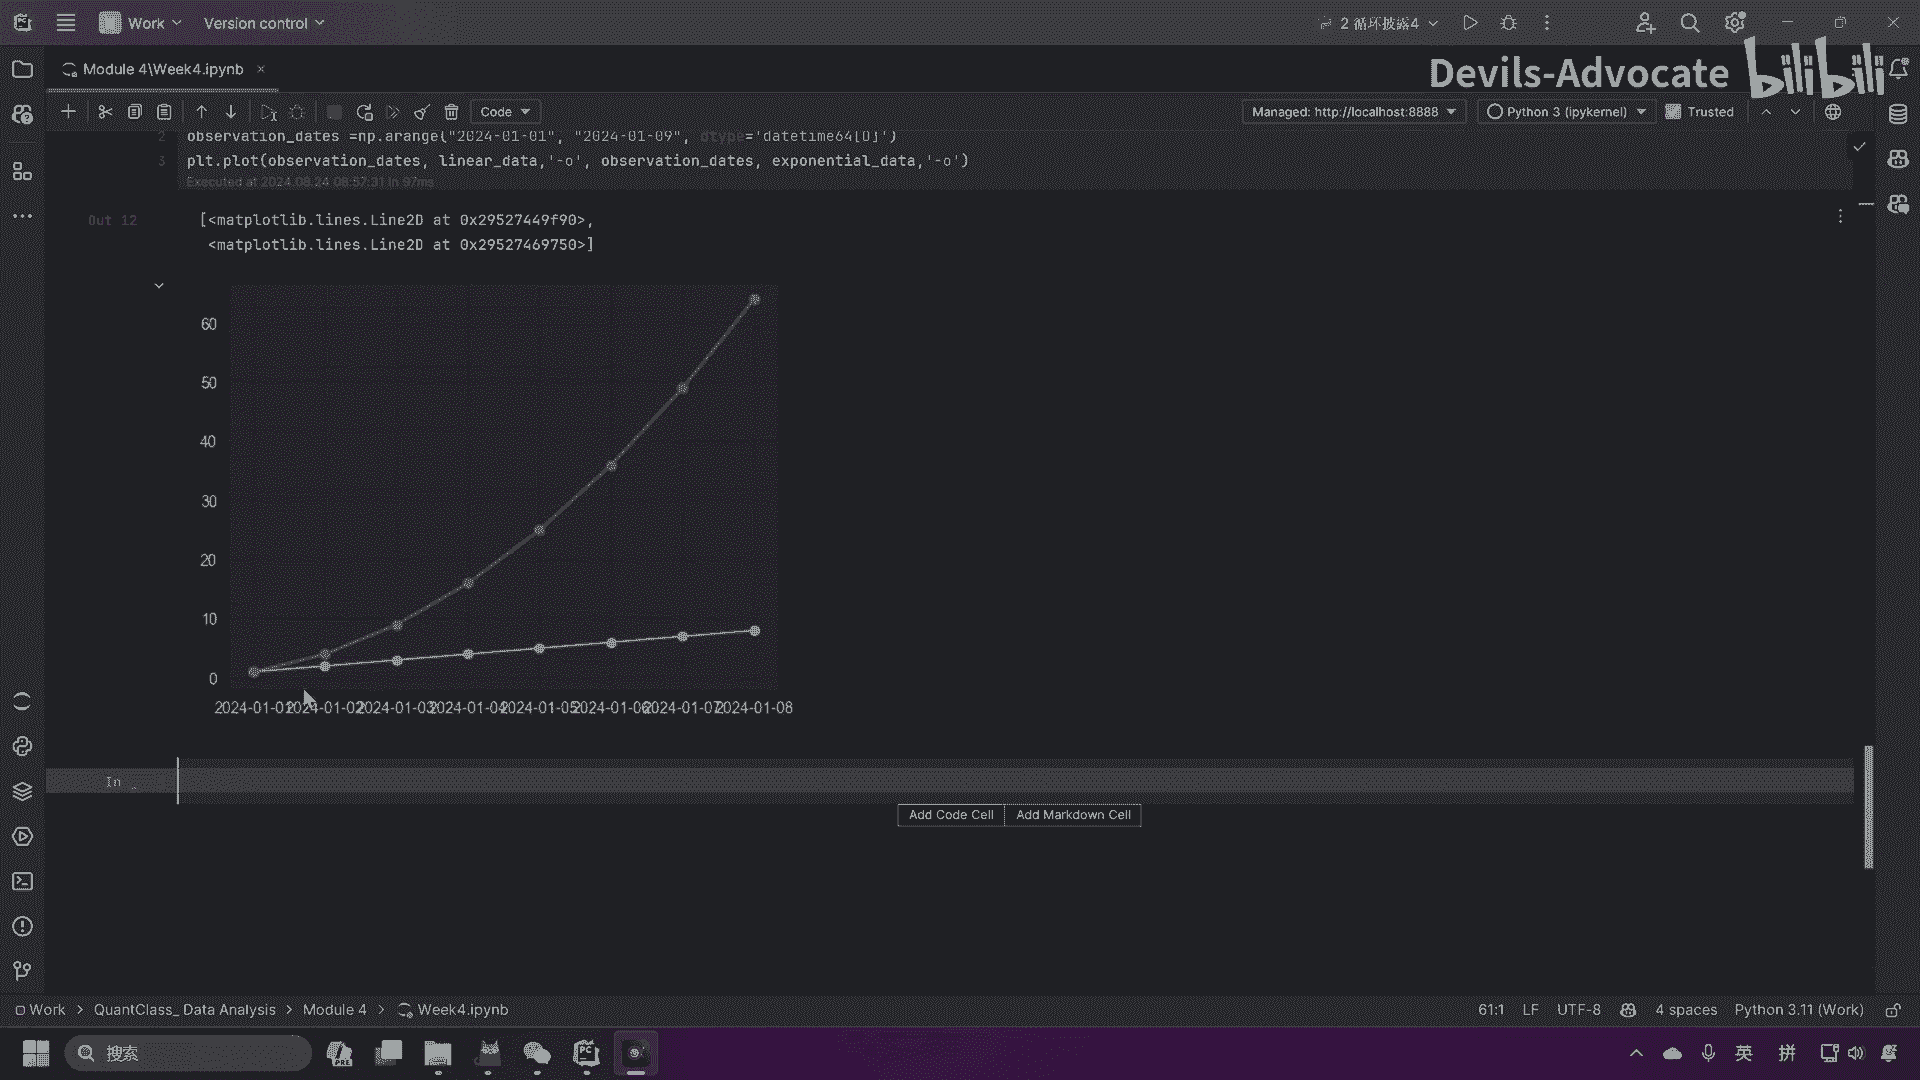 Work
Version control
2 循环披露4
Module 4\Week4.ipynb
Devils-Advocate bilibili
Code
Managed: http://localhost:8888
Python 3 (ipykernel)
Trusted
2 observation_dates =np.arange("2024-01-01", "2024-01-09", dtype='datetime64[D]')
3 plt.plot(observation_dates, linear_data,'-o', observation_dates, exponential_data,'-o')
Executed at 2024.08.24 08:57:31 in 97ms
Out 12
[<matplotlib.lines.Line2D at 0x29527449f90>,
<matplotlib.lines.Line2D at 0x29527469750>]
60
50
40
30
20
10
0
2024-01-01 2024-01-02 2024-01-03 2024-01-04 2024-01-05 2024-01-06 2024-01-07 2024-01-08
In _
Add Code Cell Add Markdown Cell
Work > QuantClass_ Data Analysis > Module 4 > Week4.ipynb
61:1 LF UTF-8 4 spaces Python 3.11 (Work)
搜索
PRE
PC
英 拼